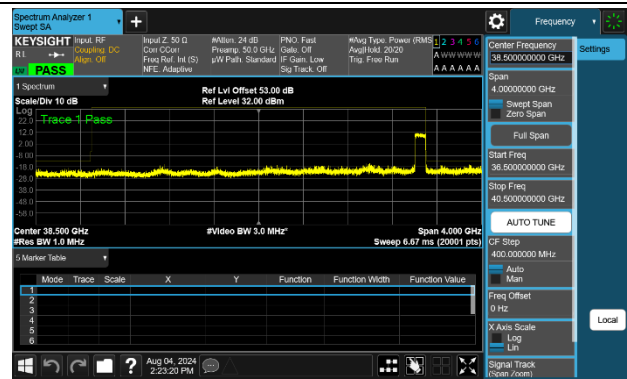 Spectrum Analyzer 1
Swept SA
Frequency
KEYSIGHT
R L
LW PASS
Input: RF
Coupling: DC
Align: Off
Input Z: 50 Ω
Corr CCorr
Freq Ref: Int (S)
NFE: Adaptive
#Atten: 24 dB
Preamp: 50.0 GHz
µW Path: Standard
PNO: Fast
Gate: Off
IF Gain: Low
Sig Track: Off
#Avg Type: Power (RMS
Avg|Hold: 20/20
Trig: Free Run
1 2 3 4 5 6
A W W W W W
A A A A A A
1 Spectrum
Scale/Div 10 dB
Ref Lvl Offset 53.00 dB
Ref Level 32.00 dBm
Log
Trace 1 Pass
22.0
12.0
2.00
-8.00
-18.0
-28.0
-38.0
-48.0
-58.0
Center 38.500 GHz
#Res BW 1.0 MHz
#Video BW 3.0 MHz*
Span 4.000 GHz
Sweep 6.67 ms (20001 pts)
5 Marker Table
Mode Trace Scale X Y Function Function Width Function Value
1
2
3
4
5
6
Aug 04, 2024
2:23:20 PM
Center Frequency
38.500000000 GHz
Settings
Span
4.00000000 GHz
Swept Span
Zero Span
Full Span
Start Freq
36.500000000 GHz
Stop Freq
40.500000000 GHz
AUTO TUNE
CF Step
400.000000 MHz
Auto
Man
Freq Offset
0 Hz
X Axis Scale
Log
Lin
Local
Signal Track
(Span Zoom)